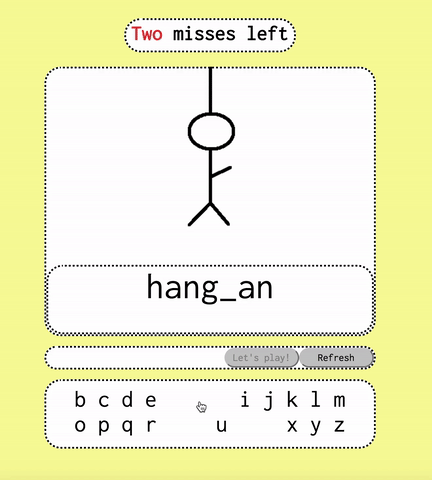 Two misses left
hang_an
Let's play! Refresh
b c d e i j k l m
o p q r u x y z